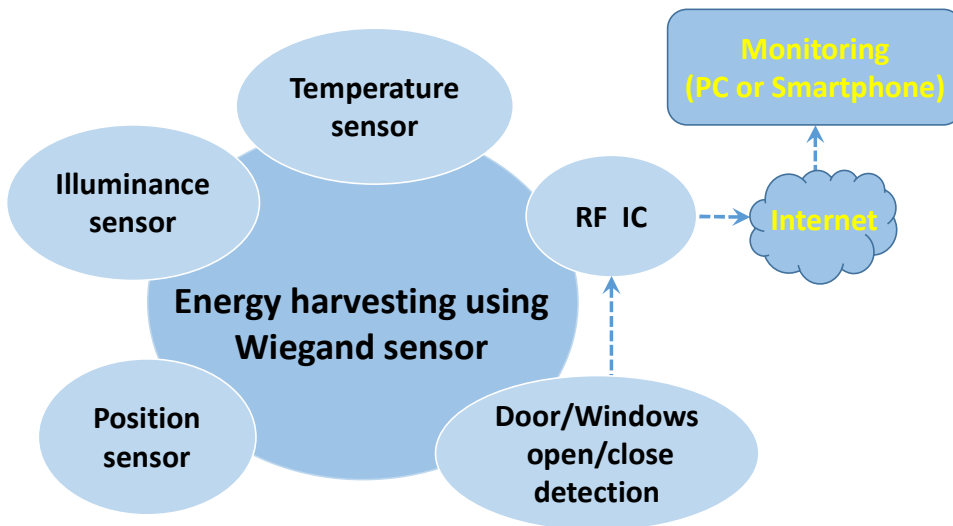 Temperature
sensor
Monitoring
(PC or Smartphone)
Illuminance
sensor
RF IC
Internet
Energy harvesting using
Wiegand sensor
Position
sensor
Door/Windows
open/close
detection